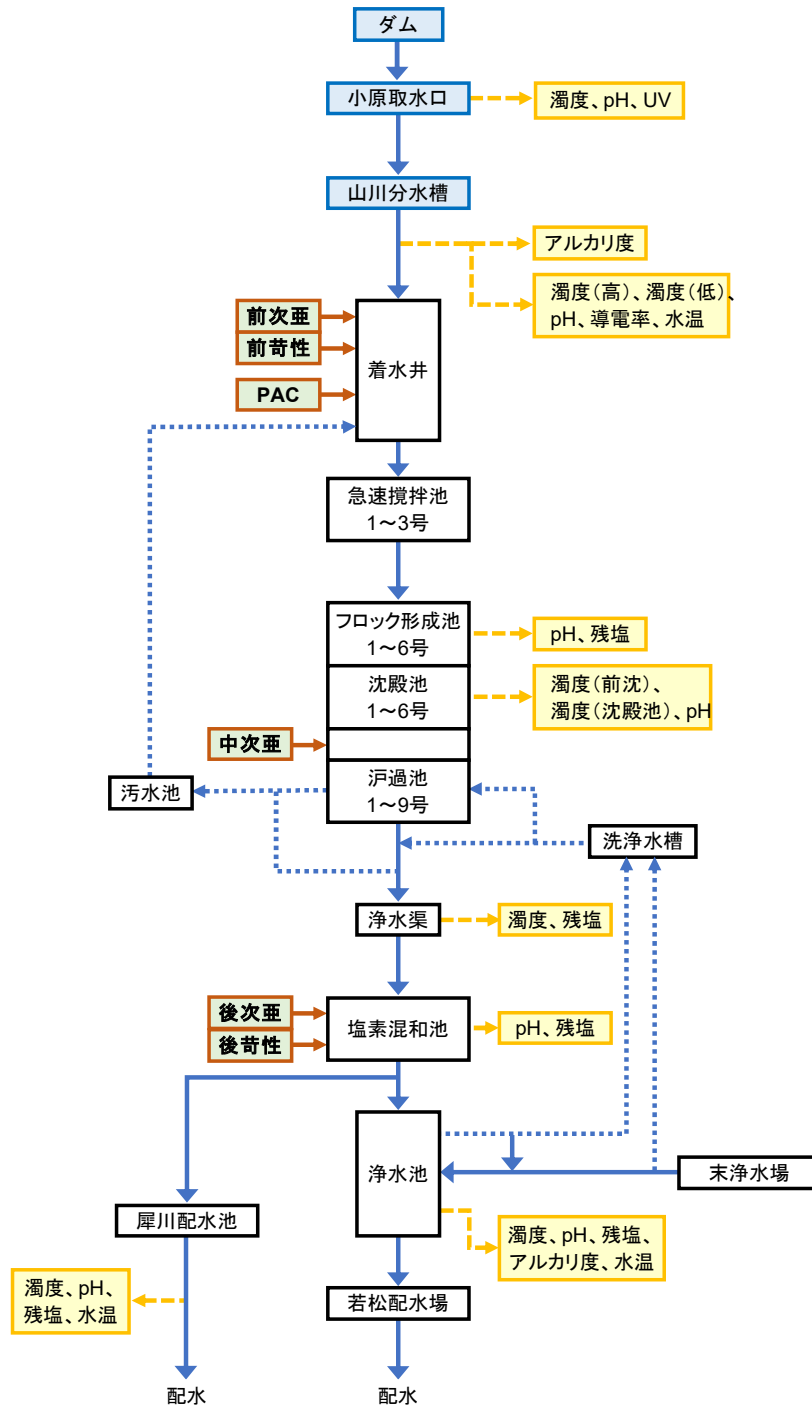 ダム
小原取水口
濁度、pH、UV
山川分水槽
アルカリ度
濁度(高)、濁度(低)、
pH、導電率、水温
前次亜
前苛性
PAC
着水井
急速撹拌池
1～3号
フロック形成池
1～6号
pH、残塩
沈殿池
1～6号
濁度(前沈)、
濁度(沈殿池)、pH
中次亜
汚水池
沪過池
1～9号
洗浄水槽
浄水渠
濁度、残塩
後次亜
後苛性
塩素混和池
pH、残塩
浄水池
末浄水場
犀川配水池
濁度、pH、残塩、
アルカリ度、水温
濁度、pH、
残塩、水温
若松配水場
配水
配水